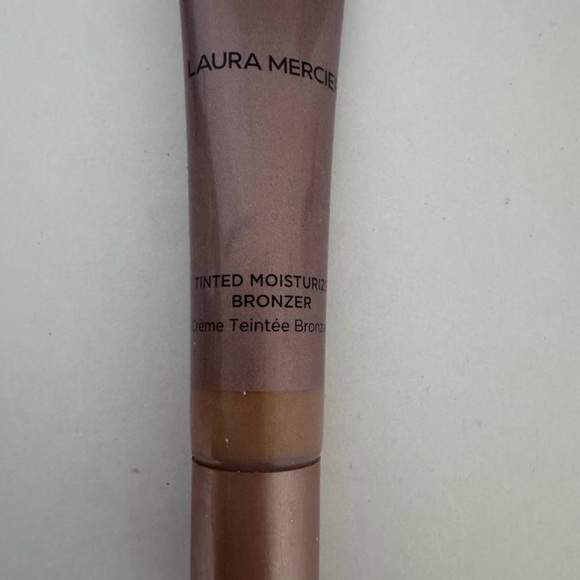 LAURA MERCIE
TINTED MOISTURIZ
BRONZER
Crème Teintée Bronz